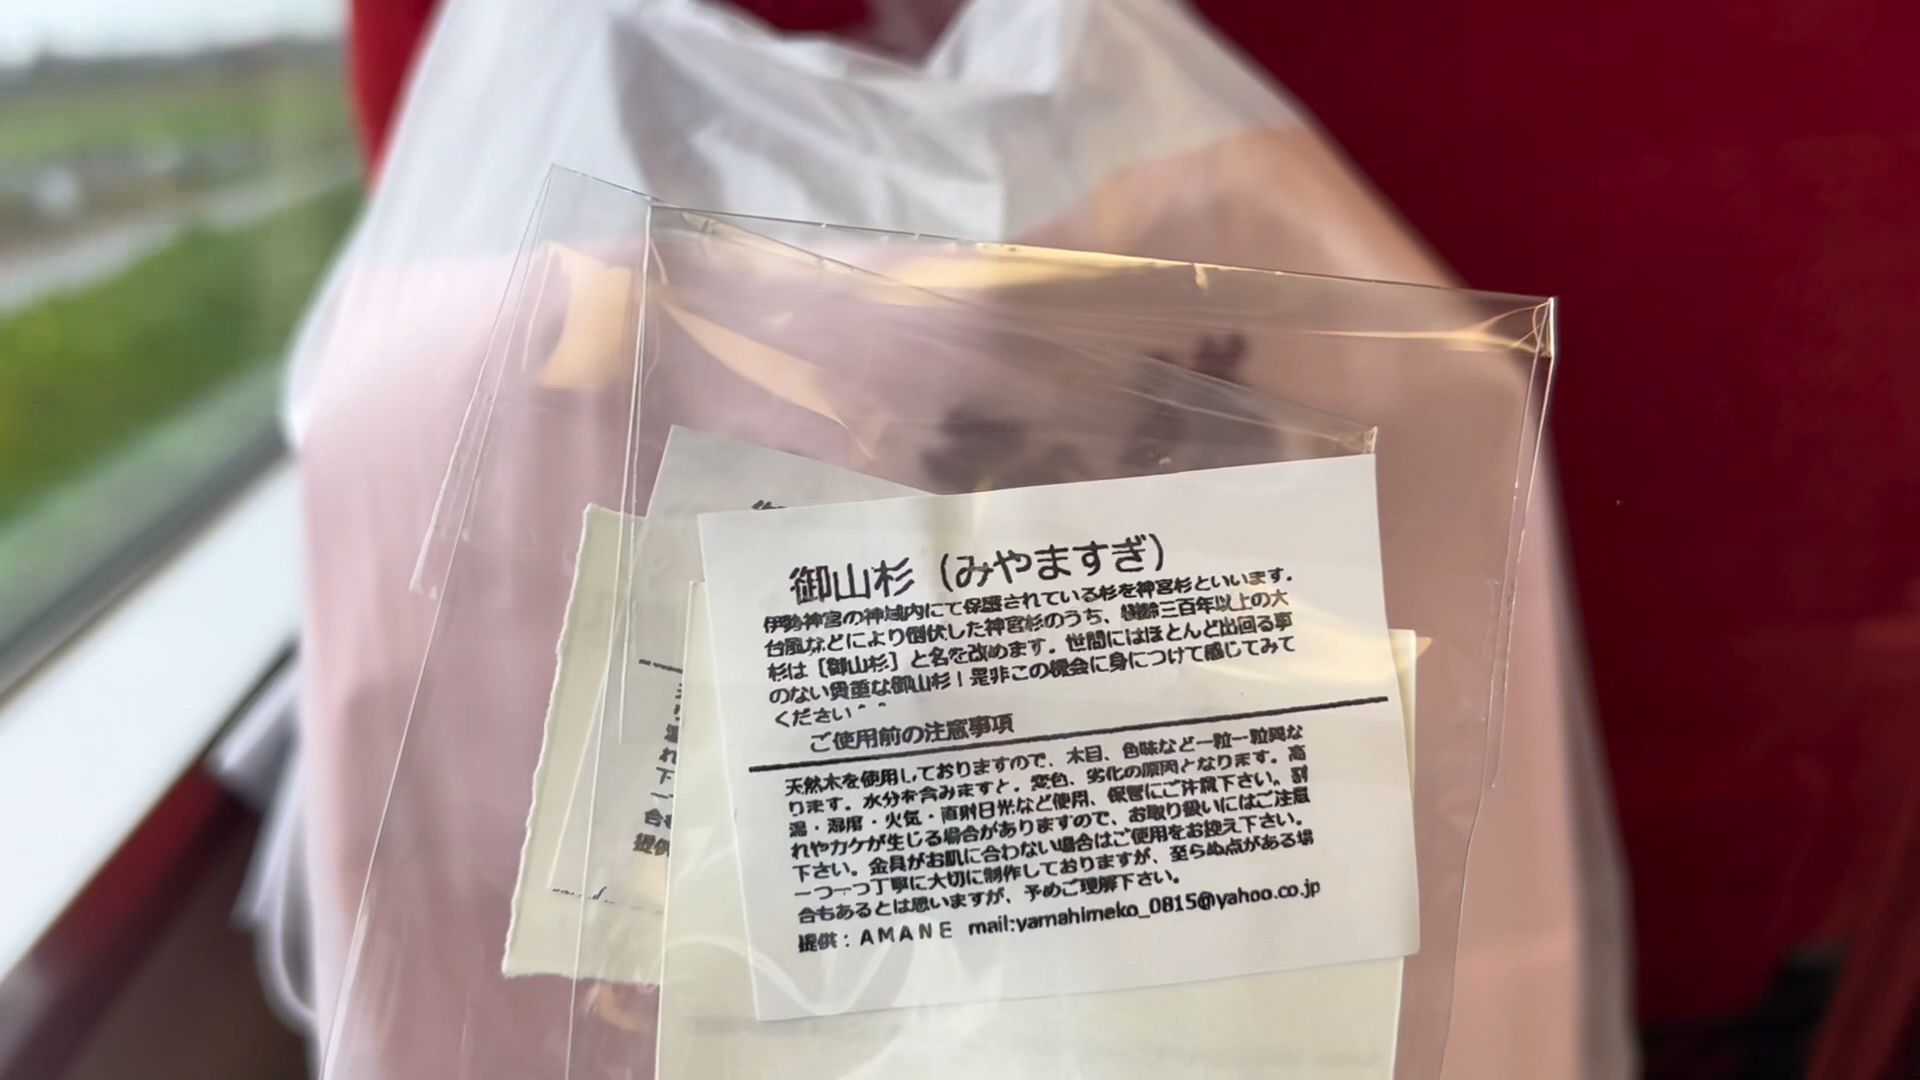 御山杉（みやますぎ）
伊勢神宮の神域内にて保護されている杉を神宮杉といいます。
台風などにより倒伏した神宮杉のうち、樹齢三百年以上の大
杉は［御山杉］と名を改めます。世間にはほとんど出回る事
のない貴重な御山杉！是非この機会に身につけて感じてみて
ください＾＾
ご使用前の注意事項
天然木を使用しておりますので、木目、色味など一粒一粒異な
ります。水分を含みますと、変色、劣化の原因となります。高
温・湿度・火気・直射日光など使用、保管にご注意下さい。割
れやカケが生じる場合がありますので、お取り扱いにはご注意
下さい。金具がお肌に合わない場合はご使用をお控え下さい。
一つ一つ丁寧に大切に制作しておりますが、至らぬ点がある場
合もあるとは思いますが、予めご理解下さい。
提供：ＡＭＡＮＥ mail:yamahimeko_0815@yahoo.co.jp